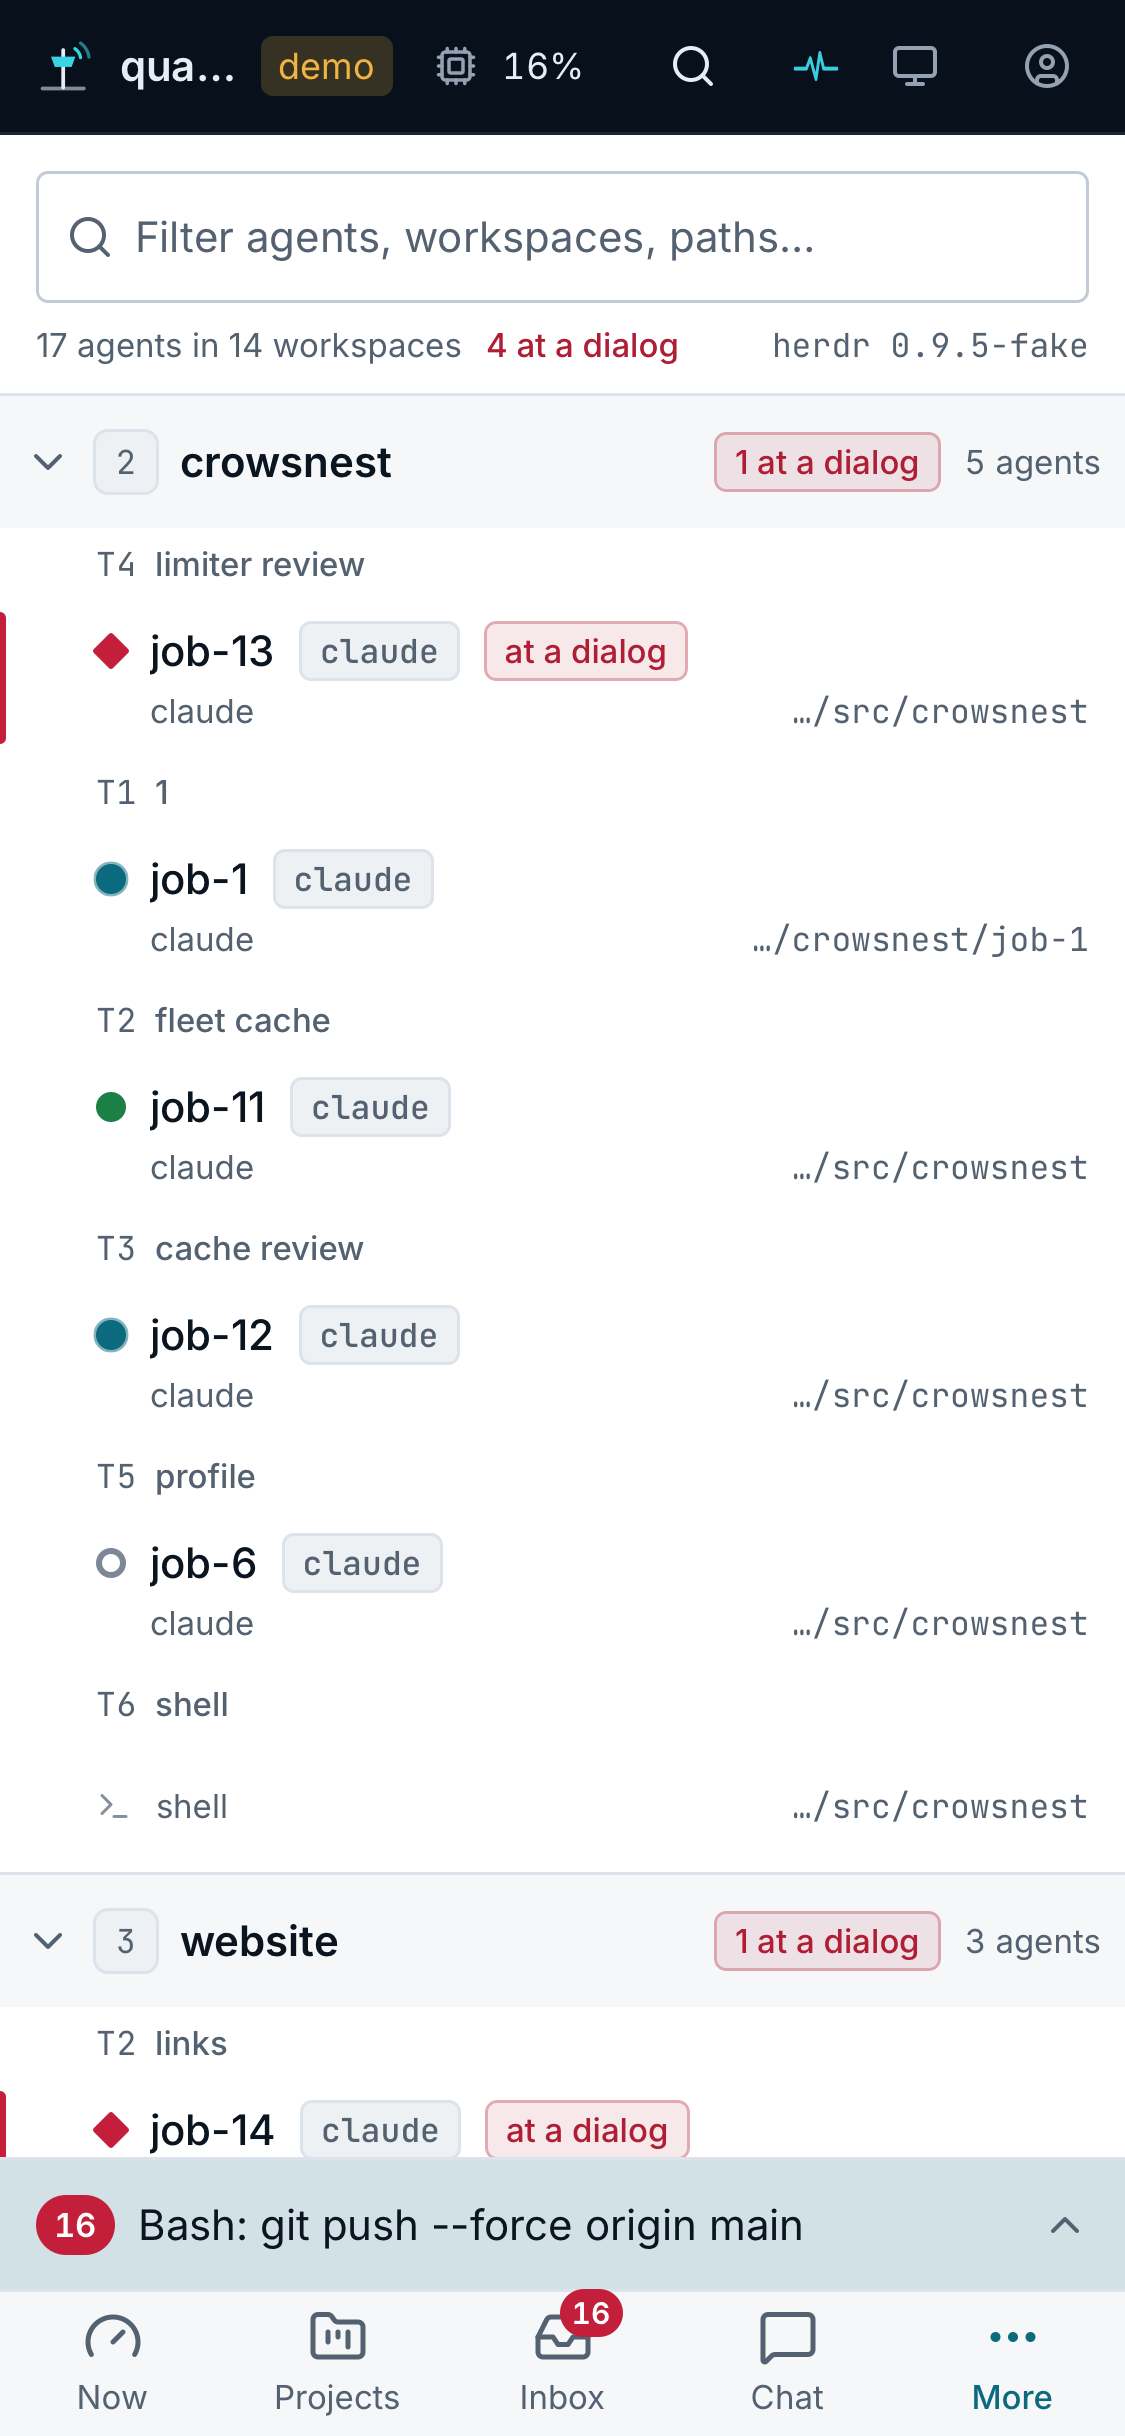 qua... demo 16%
Filter agents, workspaces, paths...
17 agents in 14 workspaces 4 at a dialog herdr 0.9.5-fake
2 crowsnest 1 at a dialog 5 agents
T4 limiter review
job-13 claude at a dialog
claude …/src/crowsnest
T1 1
job-1 claude
claude …/crowsnest/job-1
T2 fleet cache
job-11 claude
claude …/src/crowsnest
T3 cache review
job-12 claude
claude …/src/crowsnest
T5 profile
job-6 claude
claude …/src/crowsnest
T6 shell
shell …/src/crowsnest
3 website 1 at a dialog 3 agents
T2 links
job-14 claude at a dialog
16 Bash: git push --force origin main
16
Now Projects Inbox Chat More